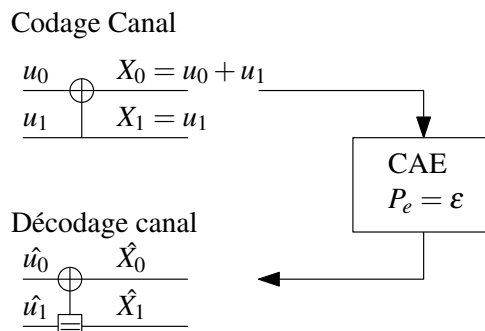 Codage Canal
u₀ X₀ = u₀ + u₁
u₁ X₁ = u₁
CAE
Pₑ = ε
Décodage canal
û₀ X̂₀
û₁ X̂₁